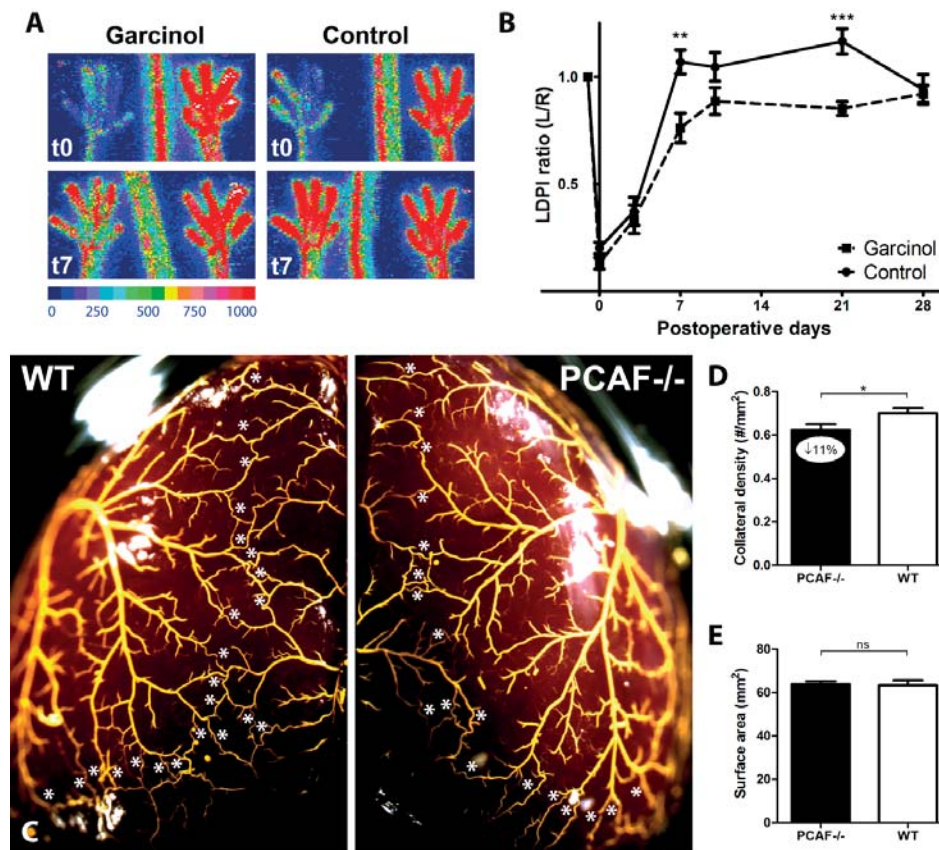 A
Garcinol
Control
t0
t0
t7
t7
0 250 500 750 1000
B
LDPI ratio (L/R)
1.0
0.5
**
***
Garcinol
Control
0 7 14 21 28
Postoperative days
WT
PCAF-/-
C
D
Collateral density (#/mm²)
0.8
0.6
0.4
0.2
0.0
*
↓11%
PCAF-/- WT
E
Surface area (mm²)
80
60
40
20
0
ns
PCAF-/- WT